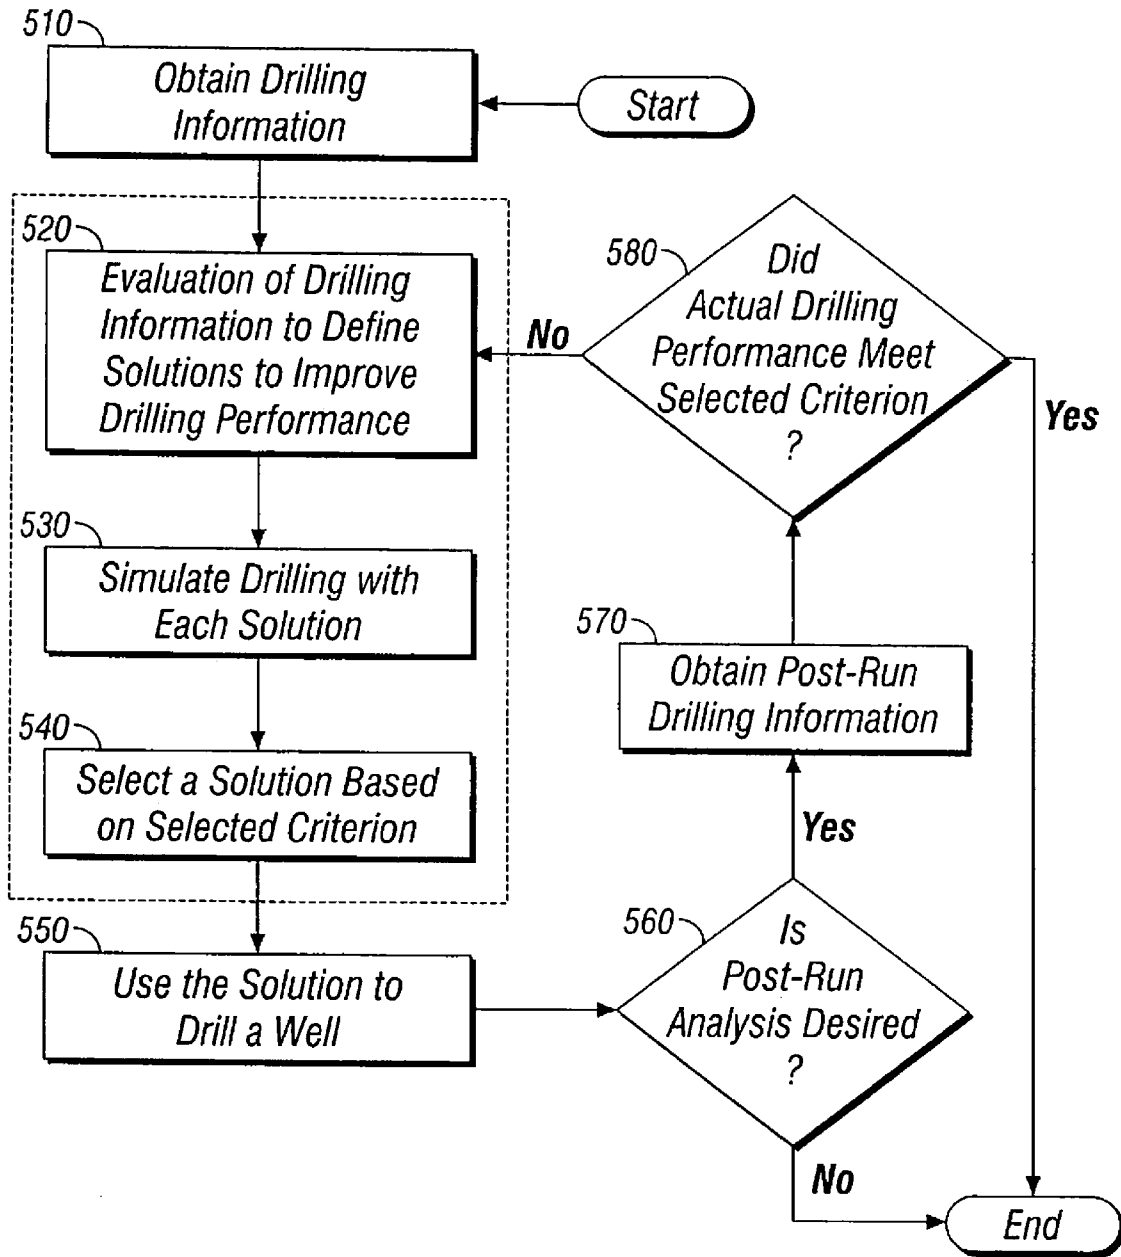 510
Obtain Drilling
Information
Start
520
Evaluation of Drilling
Information to Define
Solutions to Improve
Drilling Performance
530
Simulate Drilling with
Each Solution
540
Select a Solution Based
on Selected Criterion
550
Use the Solution to
Drill a Well
560
Is
Post-Run
Analysis Desired
?
Yes
No
570
Obtain Post-Run
Drilling Information
580
Did
Actual Drilling
Performance Meet
Selected Criterion
?
No
Yes
End